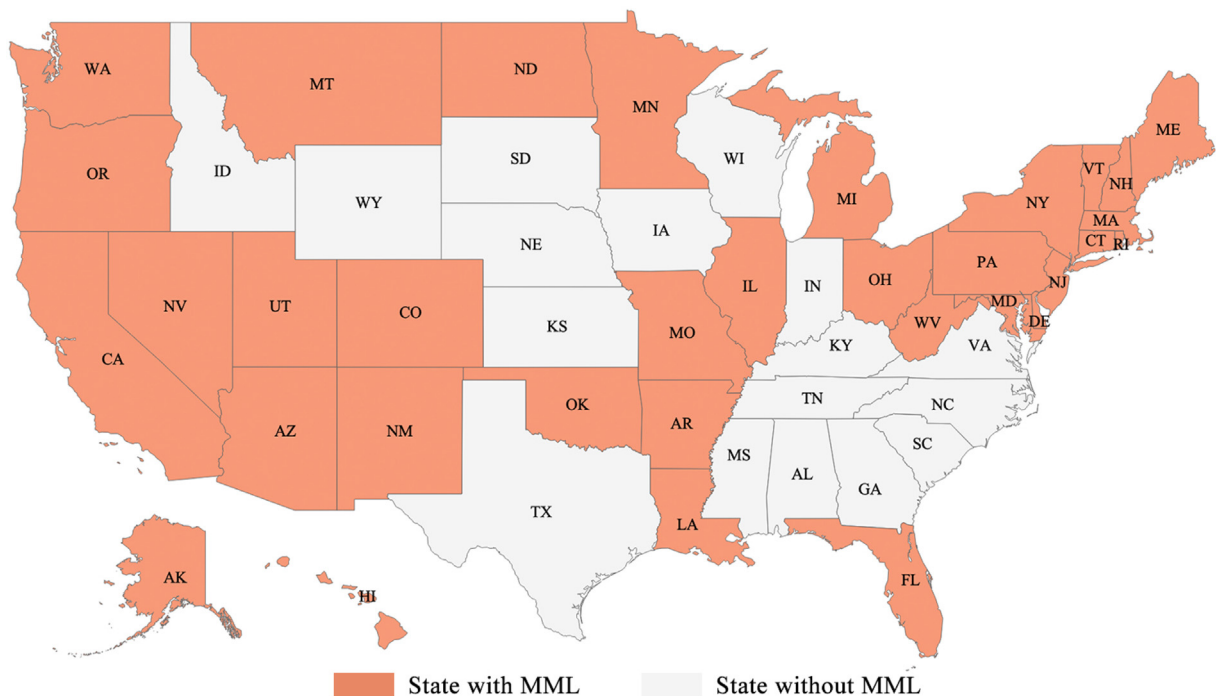 WA
MT
ND
MN
ME
OR
ID
SD
WI
VT
NH
WY
MI
NY
MA
IA
CT
RI
NE
PA
NV
UT
CO
IL
IN
OH
NJ
MD
KS
WV
DE
CA
MO
KY
VA
AZ
NM
OK
AR
TN
NC
SC
MS
AL
GA
TX
LA
AK
HI
FL
State with MML
State without MML